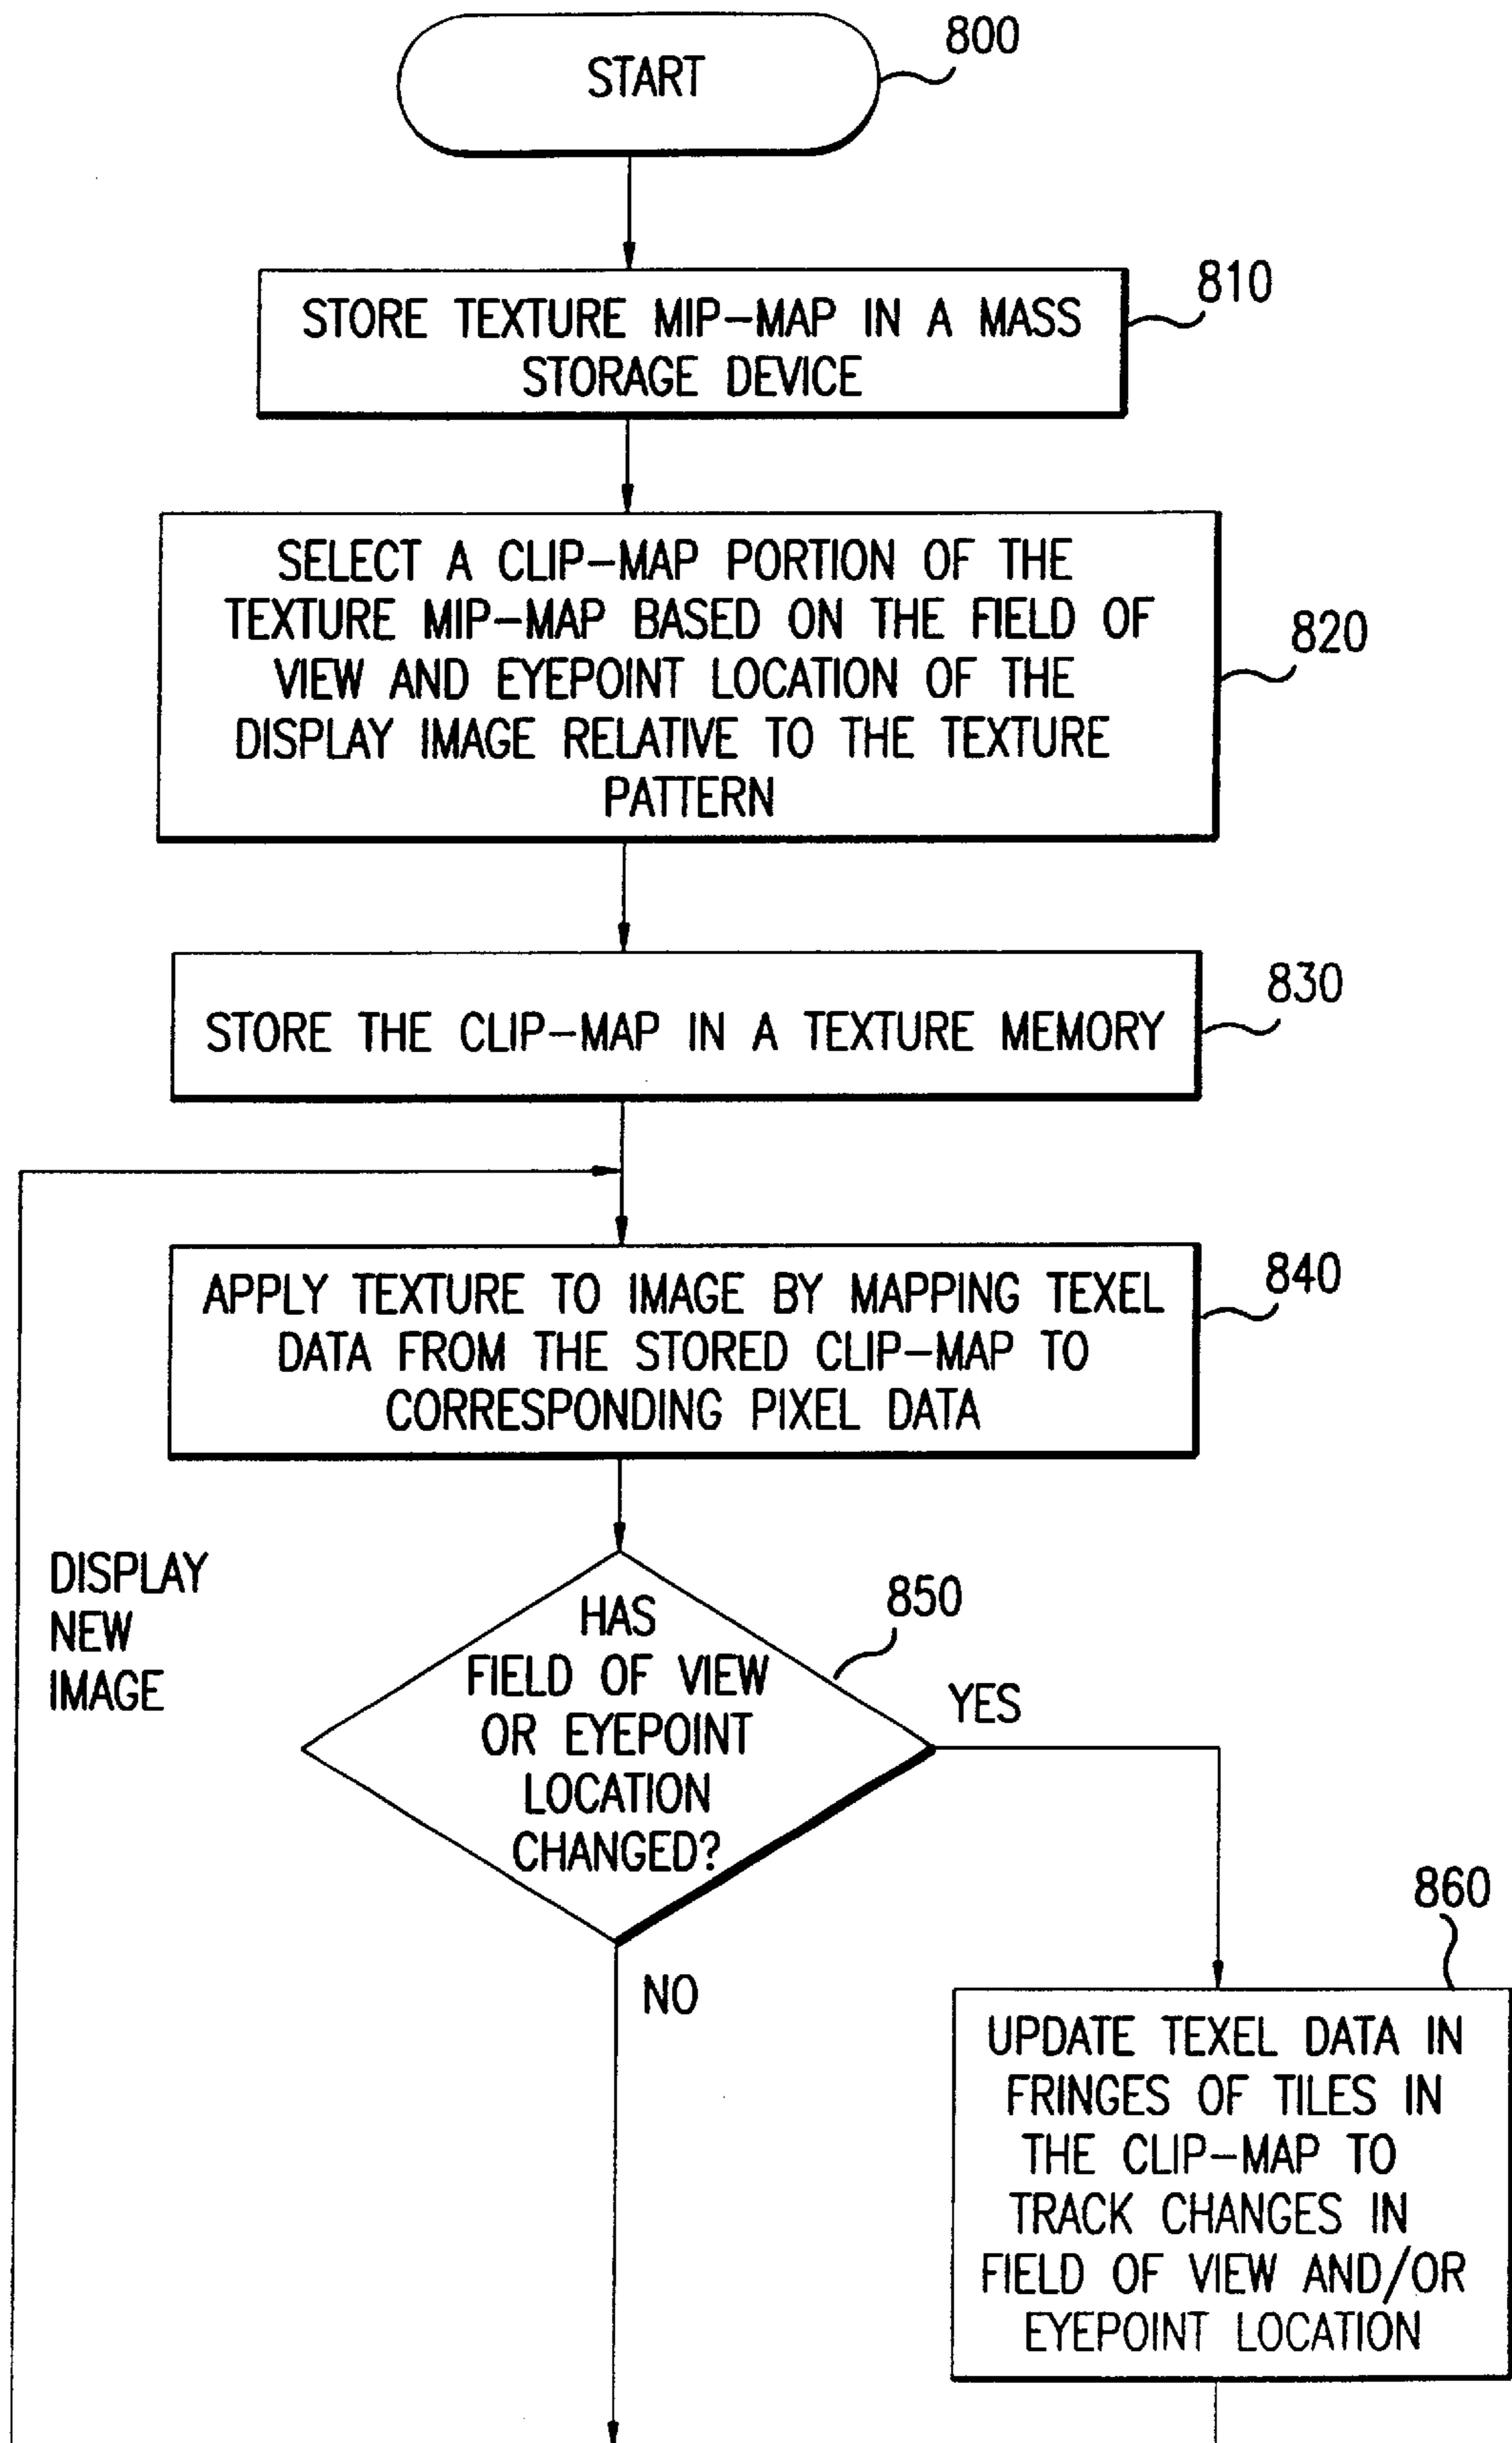 START
800
STORE TEXTURE MIP-MAP IN A MASS
STORAGE DEVICE
810
SELECT A CLIP-MAP PORTION OF THE
TEXTURE MIP-MAP BASED ON THE FIELD OF
VIEW AND EYEPOINT LOCATION OF THE
DISPLAY IMAGE RELATIVE TO THE TEXTURE
PATTERN
820
STORE THE CLIP-MAP IN A TEXTURE MEMORY
830
APPLY TEXTURE TO IMAGE BY MAPPING TEXEL
DATA FROM THE STORED CLIP-MAP TO
CORRESPONDING PIXEL DATA
840
DISPLAY
NEW
IMAGE
HAS
FIELD OF VIEW
OR EYEPOINT
LOCATION
CHANGED?
850
YES
NO
860
UPDATE TEXEL DATA IN
FRINGES OF TILES IN
THE CLIP-MAP TO
TRACK CHANGES IN
FIELD OF VIEW AND/OR
EYEPOINT LOCATION